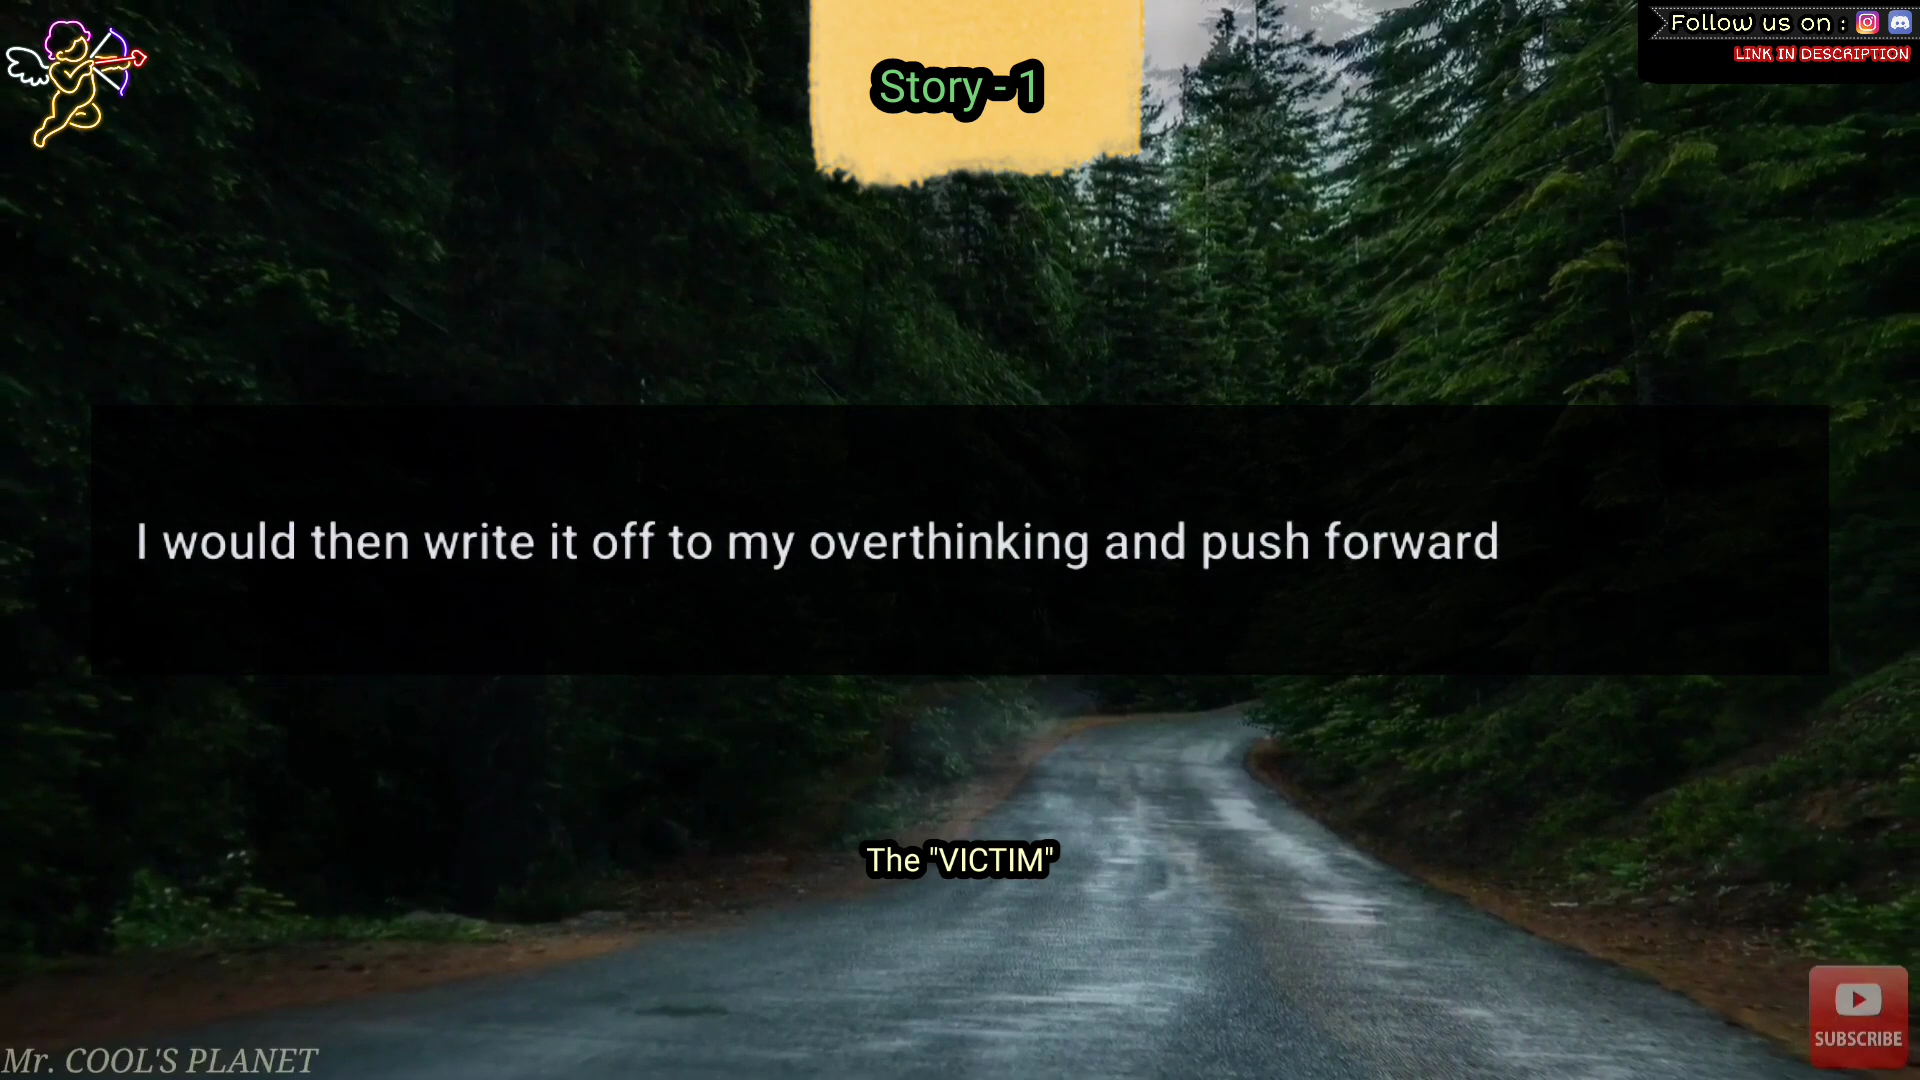 Story - 1
Follow us on :
LINK IN DESCRIPTION
I would then write it off to my overthinking and push forward
The "VICTIM"
SUBSCRIBE
Mr. COOL'S PLANET